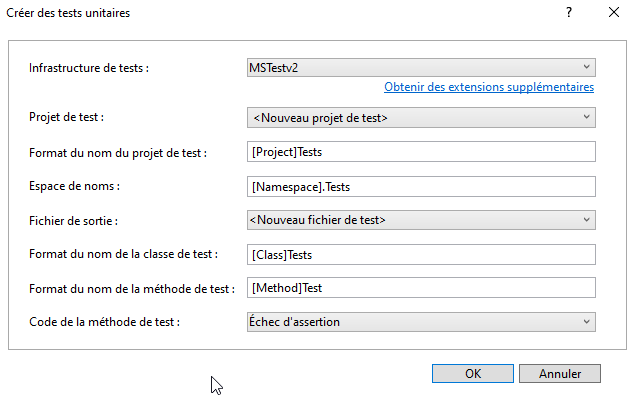 Créer des tests unitaires ?
Infrastructure de tests : MSTestv2
Obtenir des extensions supplémentaires
Projet de test : <Nouveau projet de test>
Format du nom du projet de test : [Project]Tests
Espace de noms : [Namespace].Tests
Fichier de sortie : <Nouveau fichier de test>
Format du nom de la classe de test : [Class]Tests
Format du nom de la méthode de test : [Method]Test
Code de la méthode de test : Échec d'assertion
OK Annuler